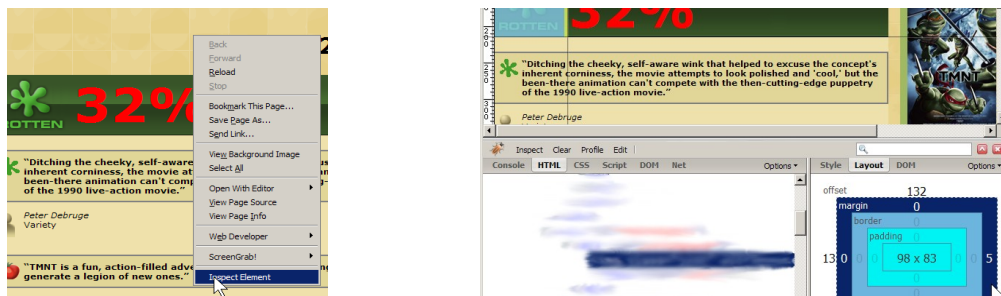 Back
Forward
Reload
Stop
Bookmark This Page...
Save Page As...
Send Link...
View Background Image
Select All
Open With Editor
View Page Source
View Page Info
Web Developer
ScreenGrab!
Inspect Element
ROTTEN
32%
"Ditching the cheeky, self-aware
inherent corniness, the movie at
been-there animation can't comp
of the 1990 live-action movie."
Peter Debruge
Variety
"TMNT is a fun, action-filled adve
generate a legion of new ones."
ROTTEN
32%
"Ditching the cheeky, self-aware wink that helped to excuse the concept's
inherent corniness, the movie attempts to look polished and 'cool,' but the
been-there animation can't compete with the then-cutting-edge puppetry
of the 1990 live-action movie."
Peter Debruge
TMNT
Inspect Clear Profile Edit
Console HTML CSS Script DOM Net Options
Style Layout DOM Options
offset 132
margin 0
border 0
padding 0
13 0 0 0 98 x 83 0 0 5
0